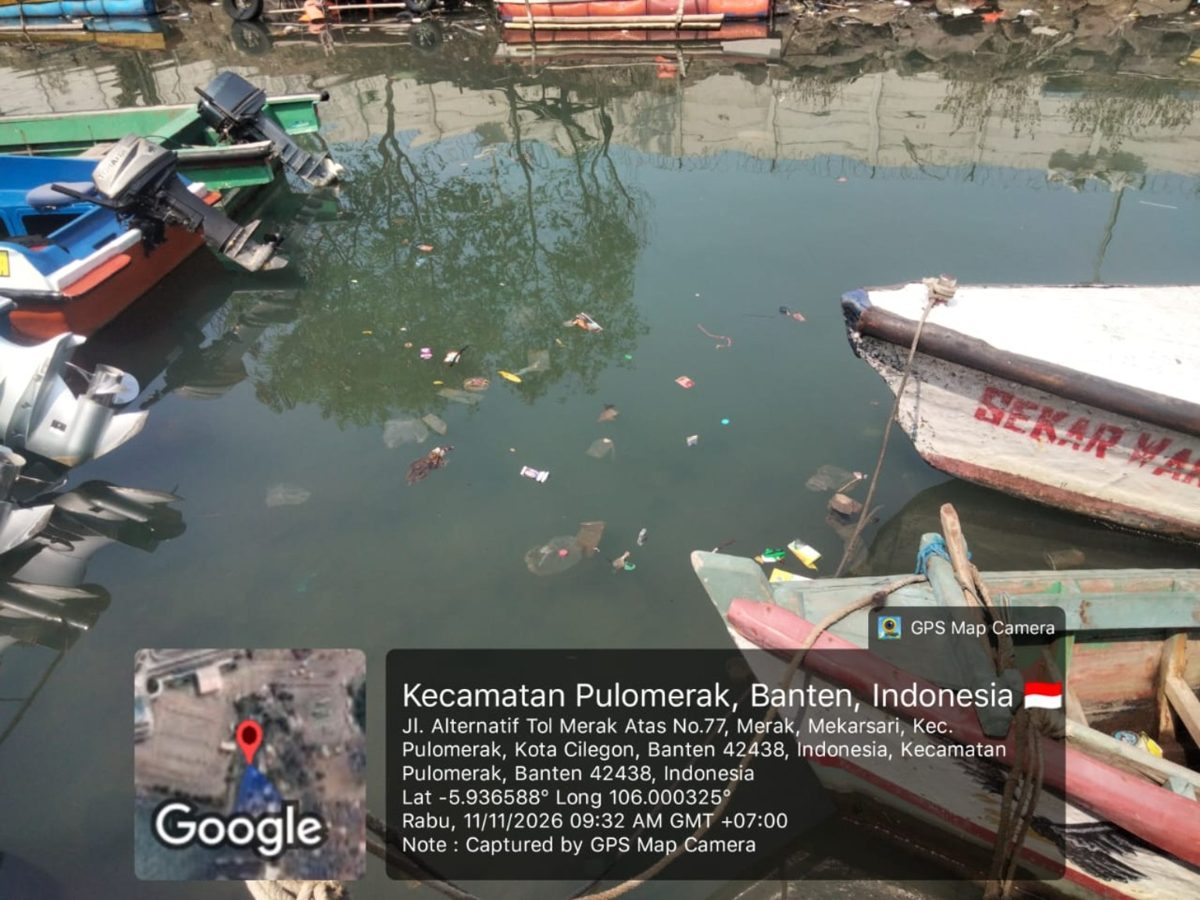 SEKAR WA
GPS Map Camera
Kecamatan Pulomerak, Banten, Indonesia
Jl. Alternatif Tol Merak Atas No.77, Merak, Mekarsari, Kec.
Pulomerak, Kota Cilegon, Banten 42438, Indonesia, Kecamatan
Pulomerak, Banten 42438, Indonesia
Lat -5.936588° Long 106.000325°
Rabu, 11/11/2026 09:32 AM GMT +07:00
Note : Captured by GPS Map Camera
Google